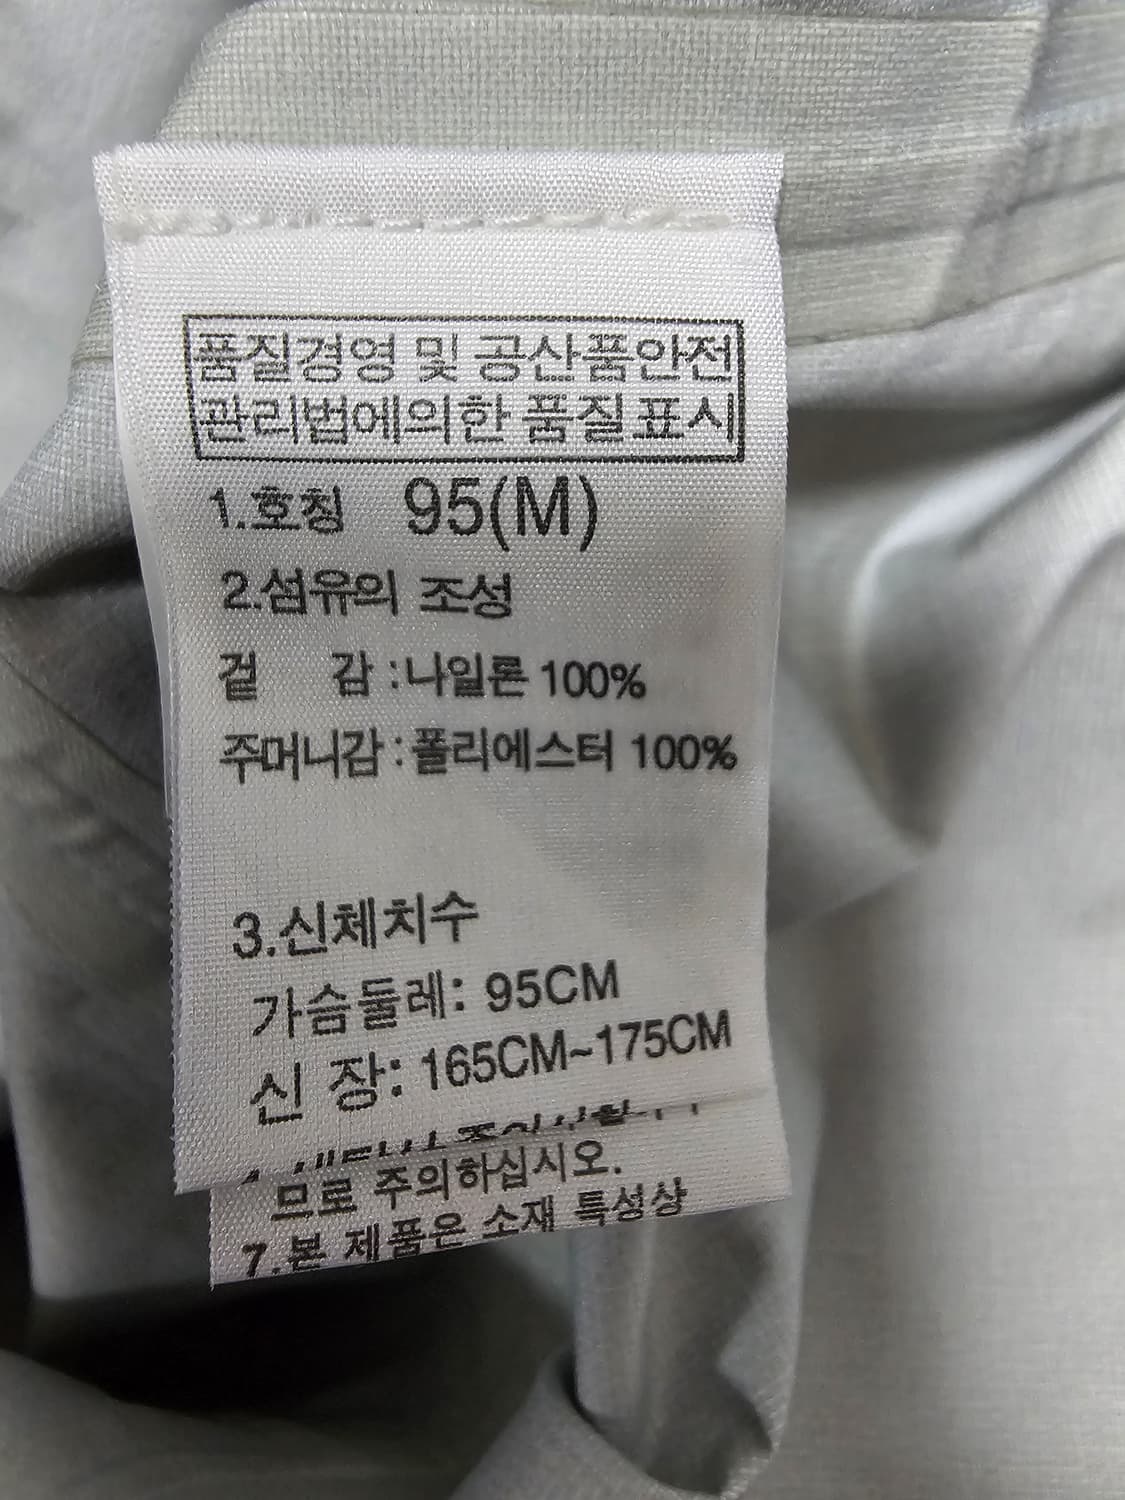 품질경영 및 공산품안전
관리법에의한 품질표시
1.호칭 95(M)
2.섬유의 조성
겉 감 :나일론 100%
주머니감 :폴리에스터 100%
3.신체치수
가슴둘레: 95CM
신 장: 165CM~175CM
므로 주의하십시오.
7.본 제품은 소재 특성상